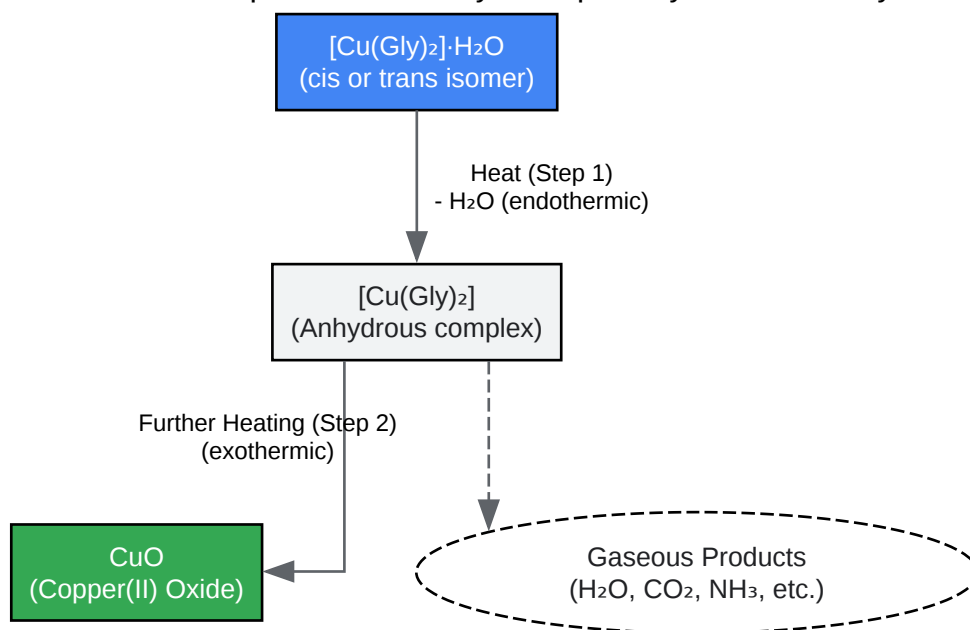 [Cu(Gly)₂]·H₂O
(cis or trans isomer)
Heat (Step 1)
- H₂O (endothermic)
[Cu(Gly)₂]
(Anhydrous complex)
Further Heating (Step 2)
(exothermic)
CuO
(Copper(II) Oxide)
Gaseous Products
(H₂O, CO₂, NH₃, etc.)